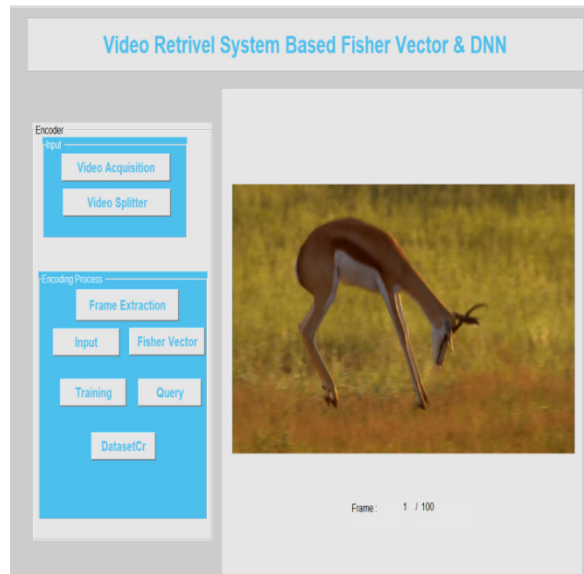 Video Retrivel System Based Fisher Vector & DNN
Encoder
Input
Video Acquisition
Video Splitter
Encoding Process
Frame Extraction
Input
Fisher Vector
Training
Query
DatasetCr
Frame : 1 / 100